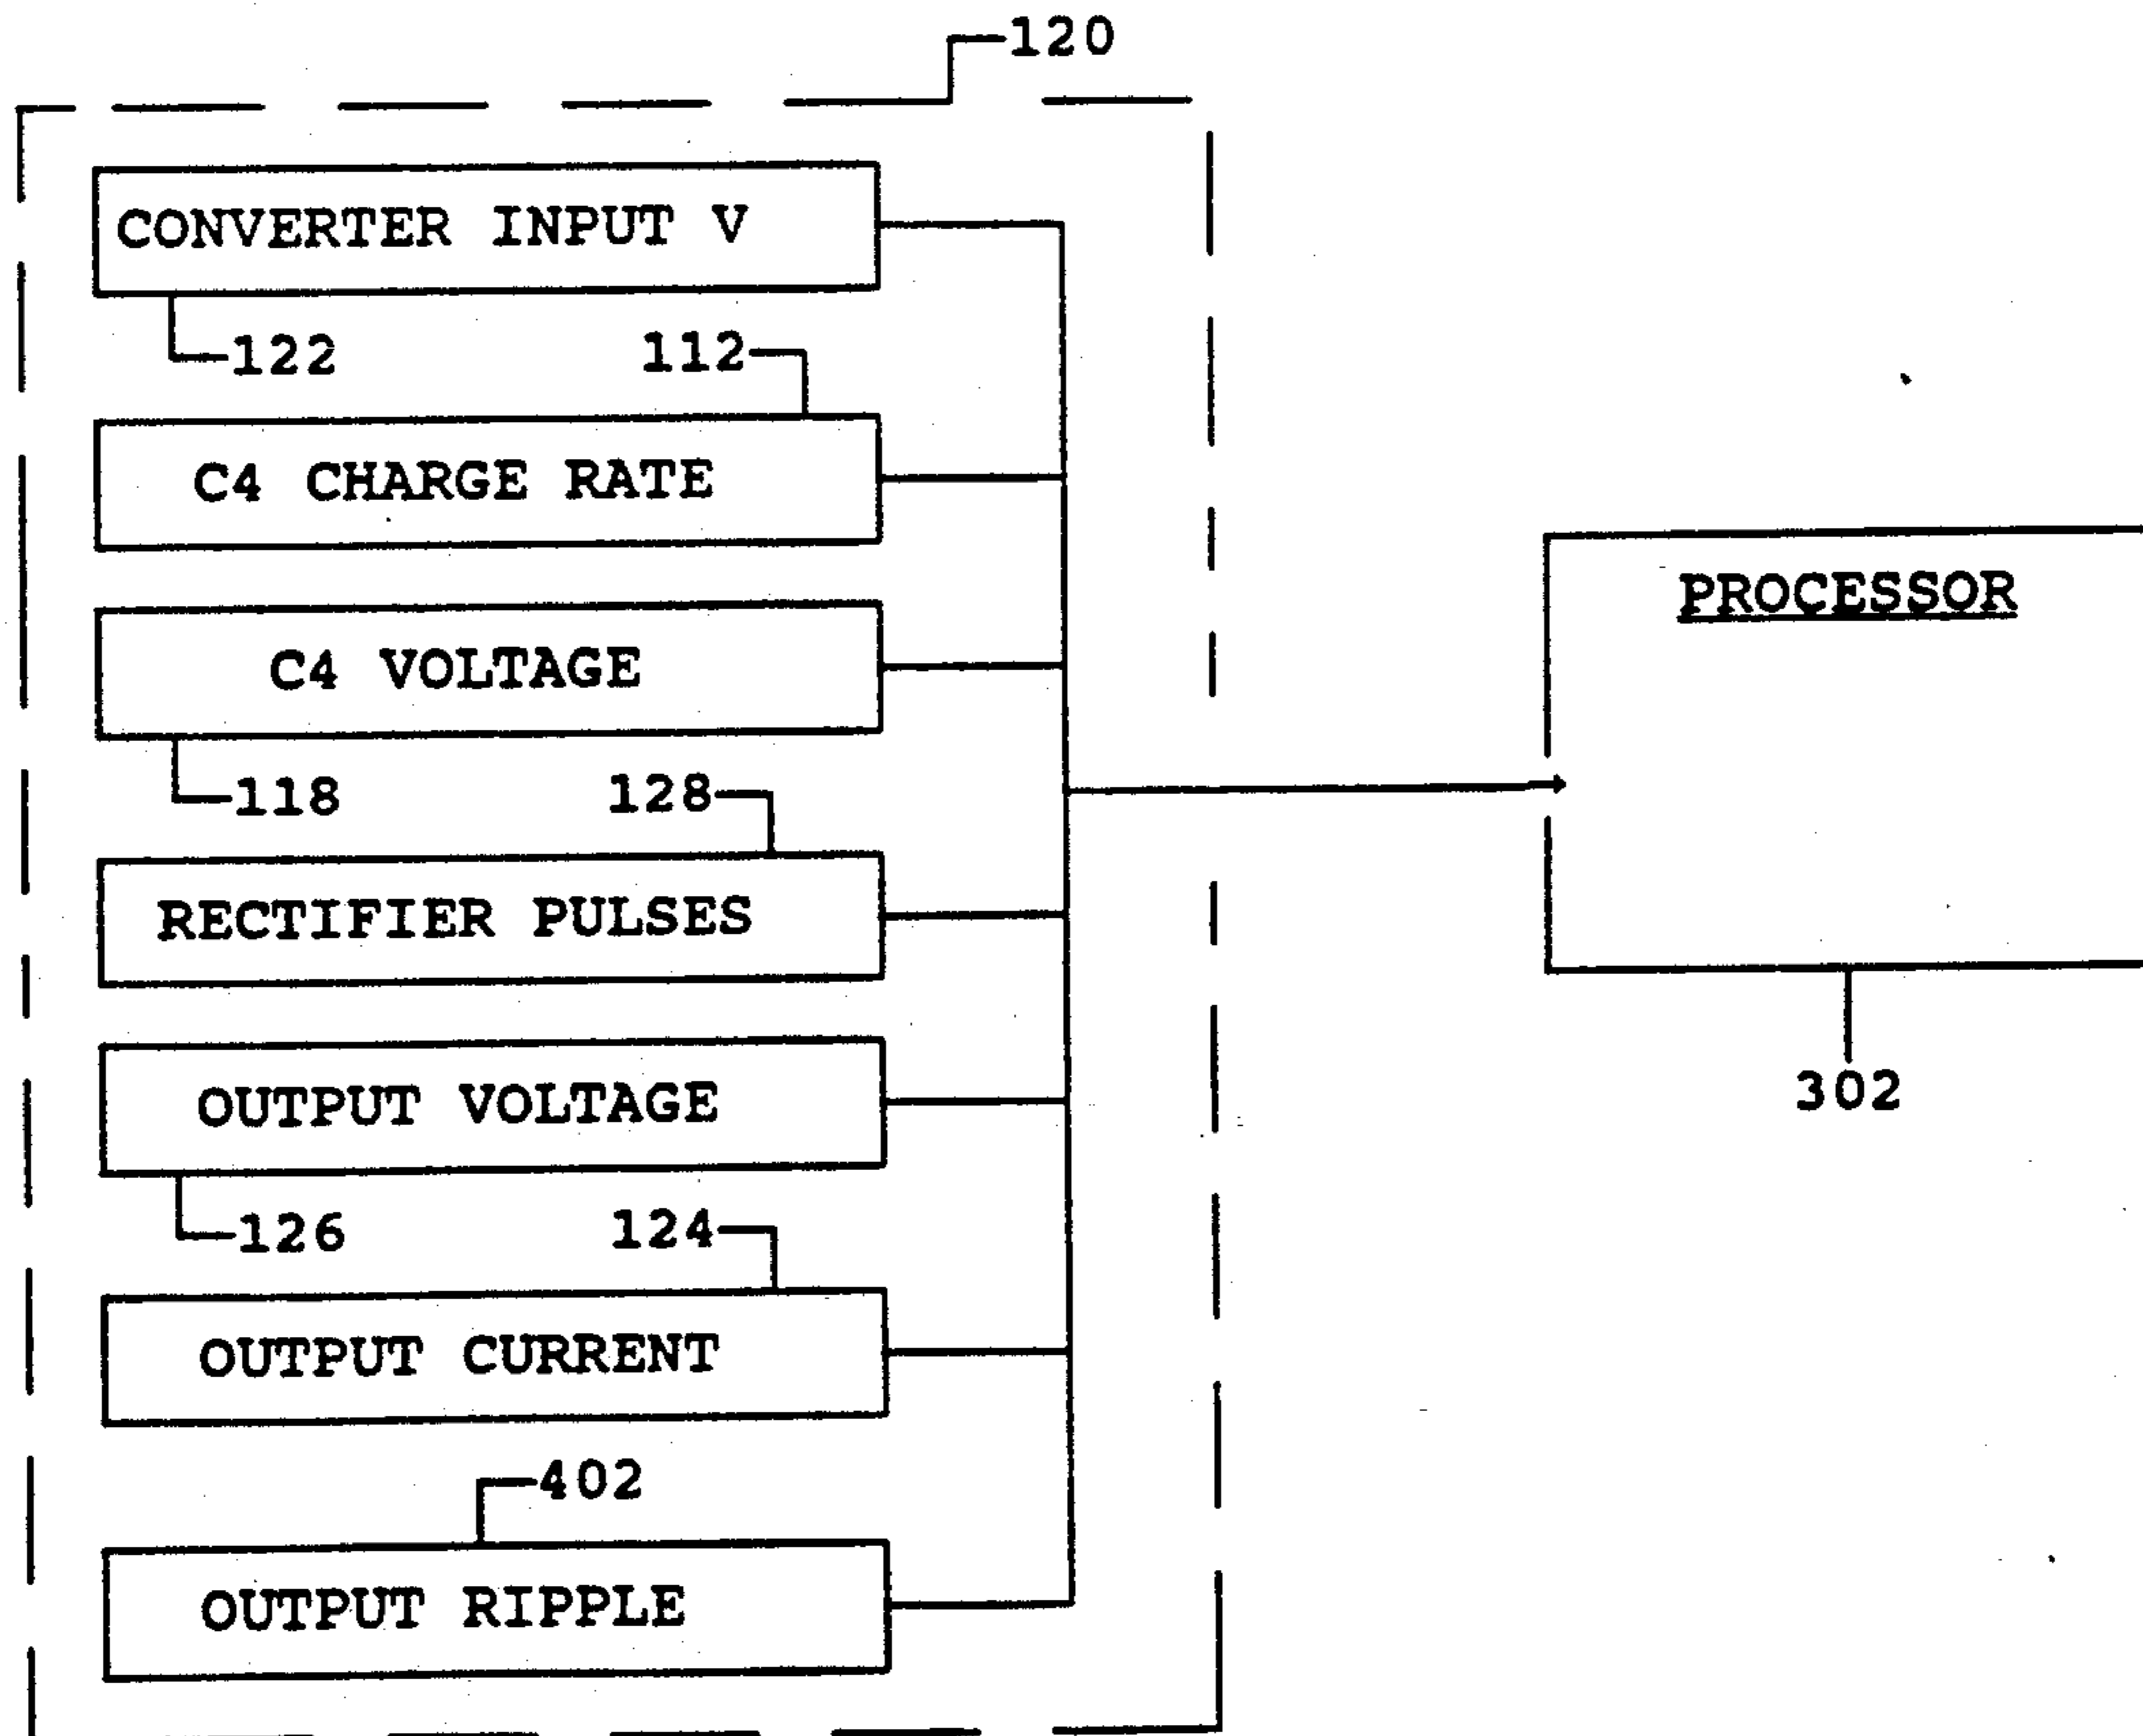 120
CONVERTER INPUT V
122
112
C4 CHARGE RATE
C4 VOLTAGE
118
128
RECTIFIER PULSES
OUTPUT VOLTAGE
126
124
OUTPUT CURRENT
402
OUTPUT RIPPLE
PROCESSOR
302